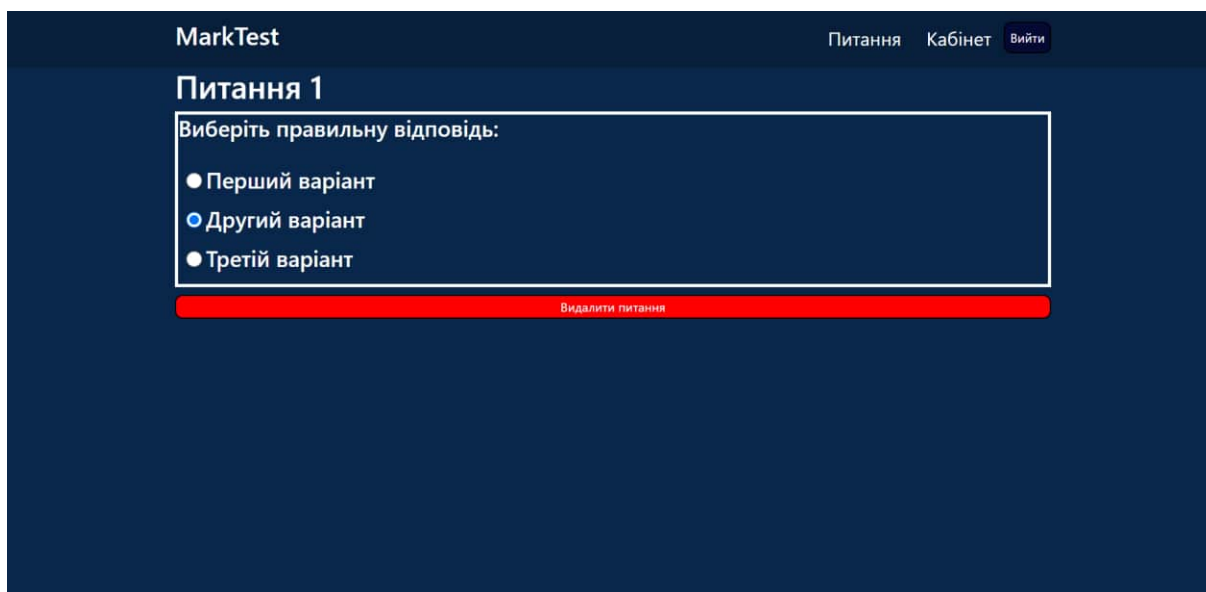 MarkTest
Питання Кабінет Вийти
Питання 1
Виберіть правильну відповідь:
Перший варіант
Другий варіант
Третій варіант
Видалити питання